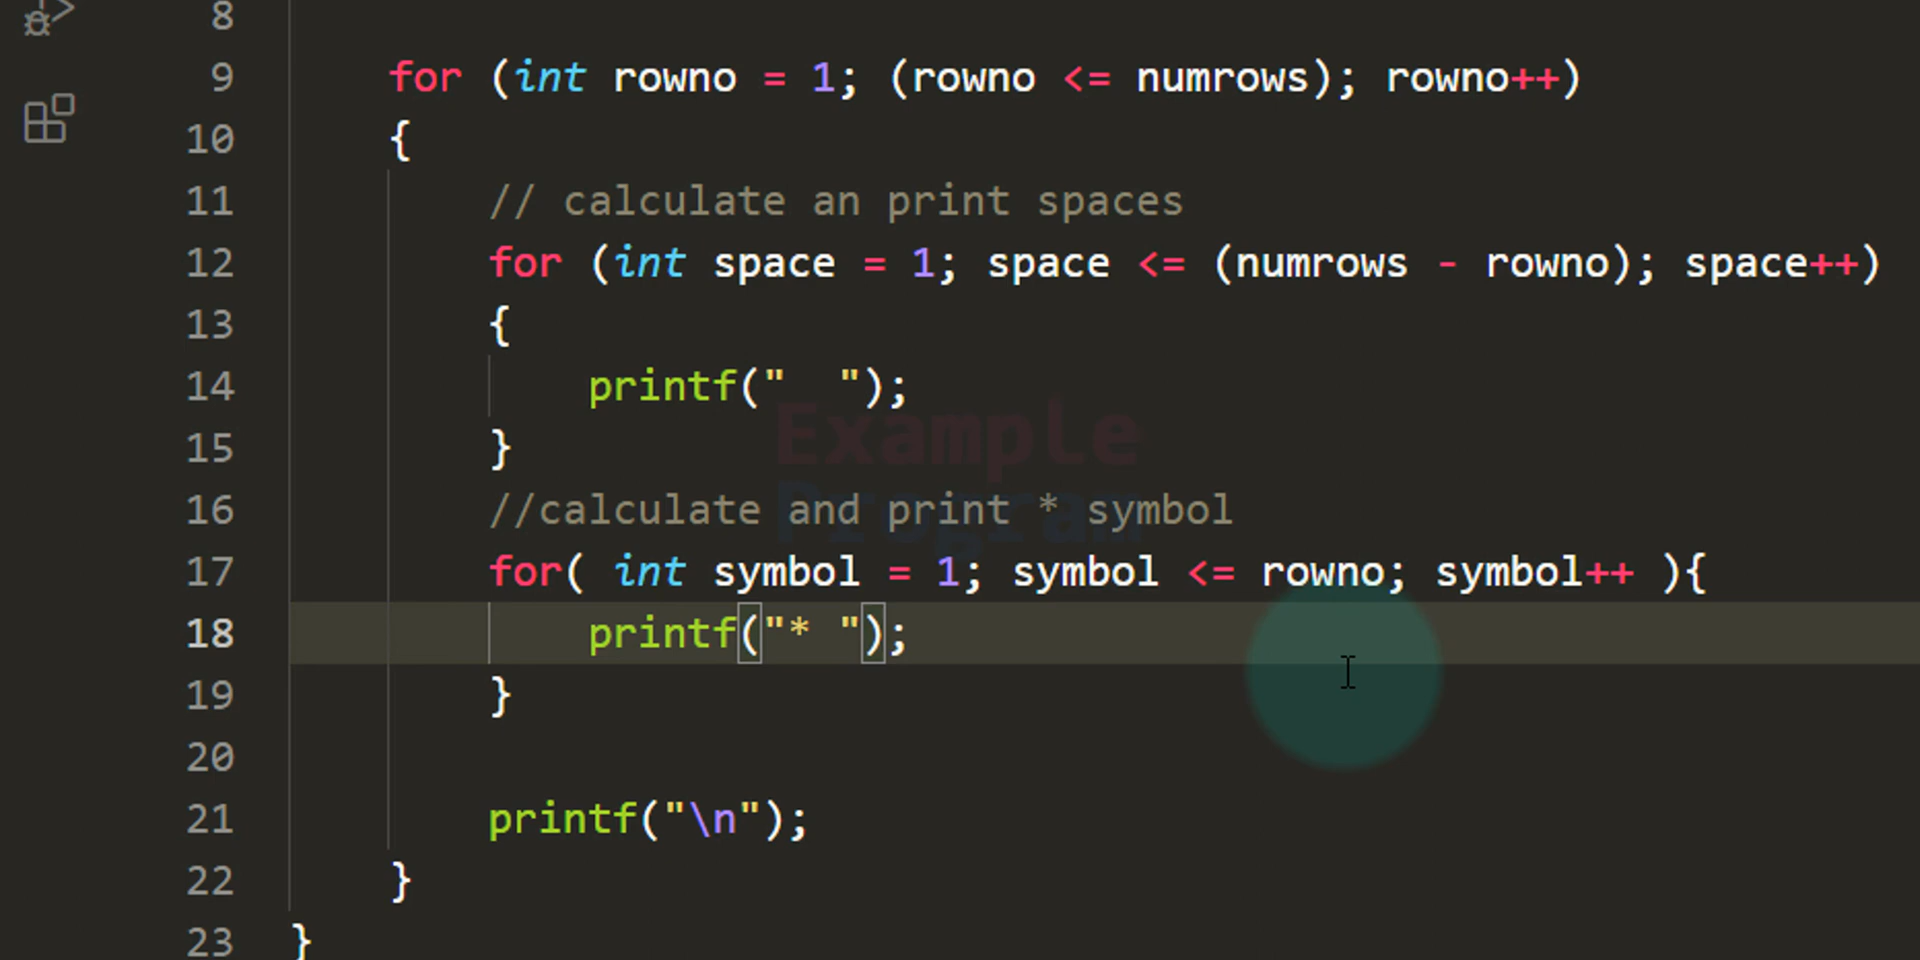 8
9 for (int rowno = 1; (rowno <= numrows); rowno++)
10 {
11 // calculate an print spaces
12 for (int space = 1; space <= (numrows - rowno); space++)
13 {
14 printf("  ");
15 }
16 //calculate and print * symbol
17 for( int symbol = 1; symbol <= rowno; symbol++ ){
18 printf("* ");
19 }
20
21 printf("\n");
22 }
23 }
Example
Program